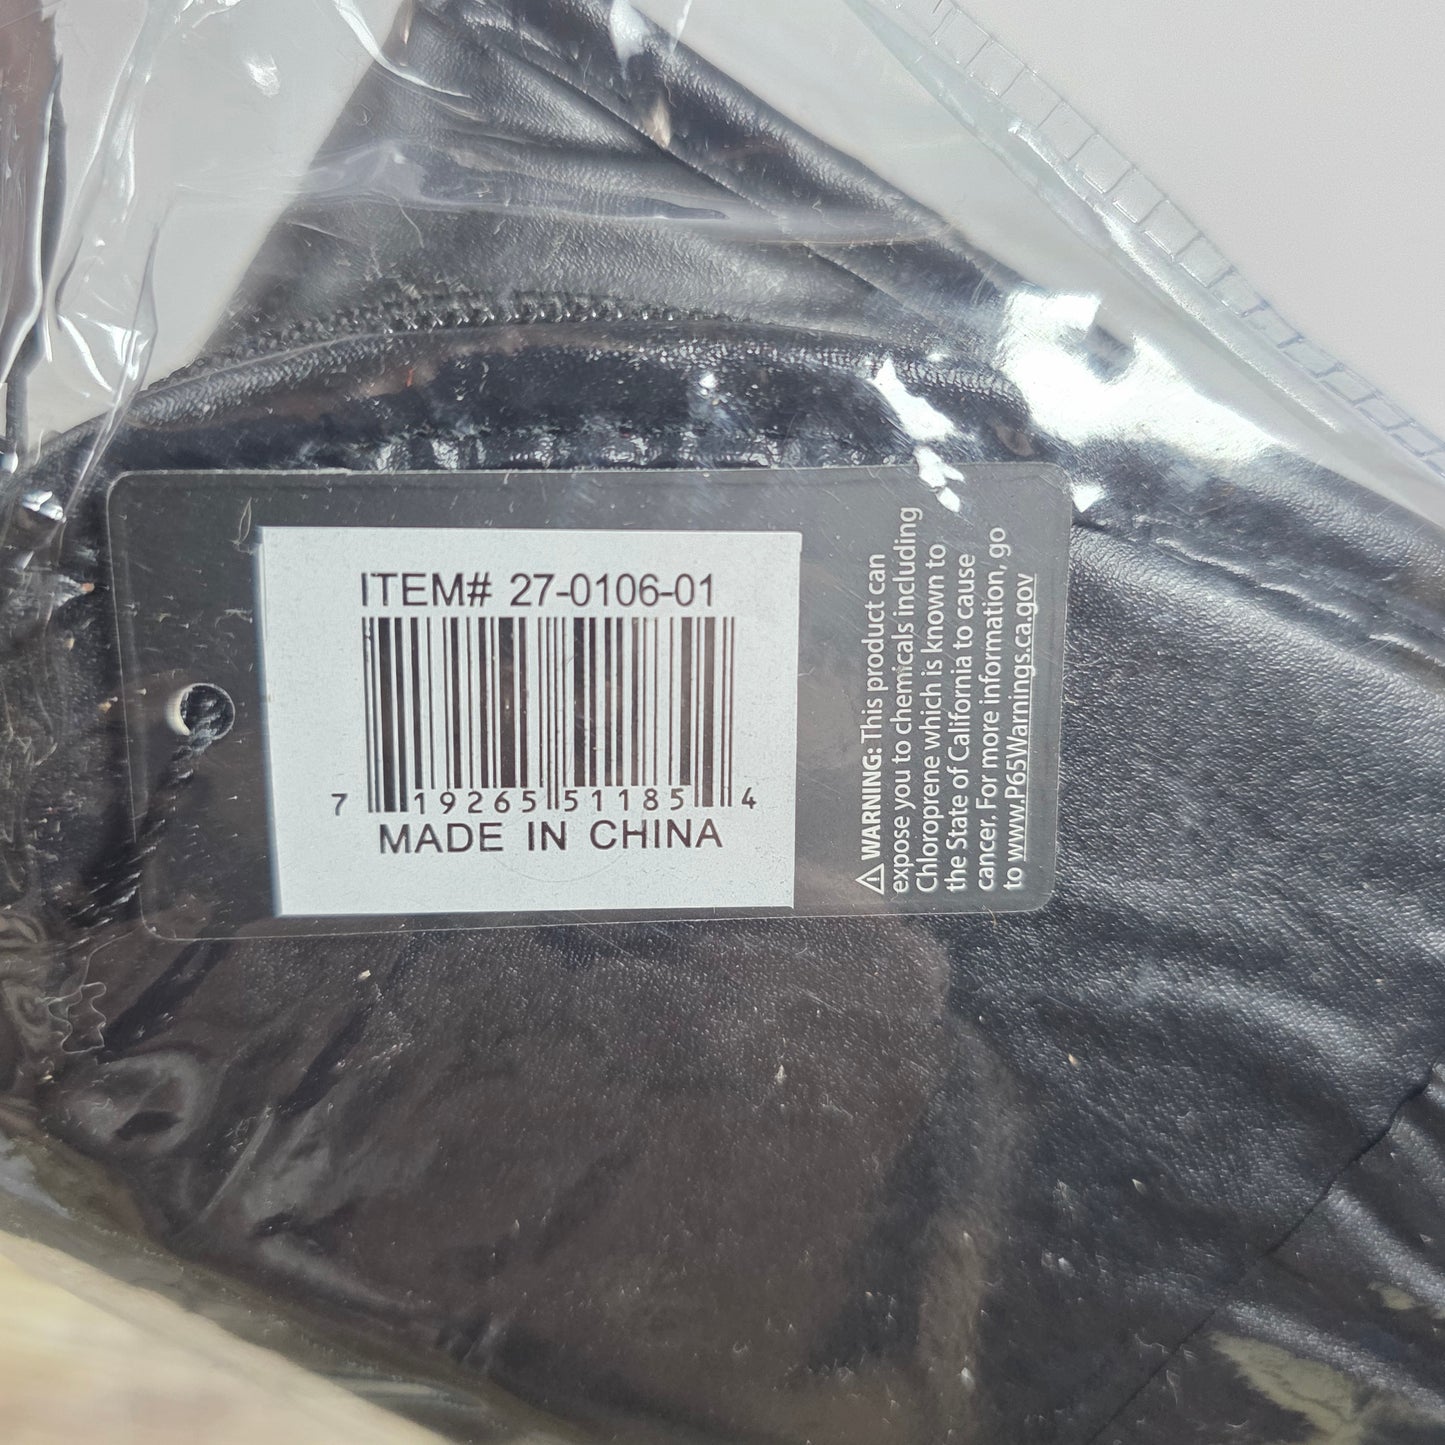 ITEM# 27-0106-01
7 19265 51185 4
MADE IN CHINA
⚠ WARNING: This product can
expose you to chemicals including
Chloroprene which is known to
the State of California to cause
cancer. For more information, go
to www.P65Warnings.ca.gov